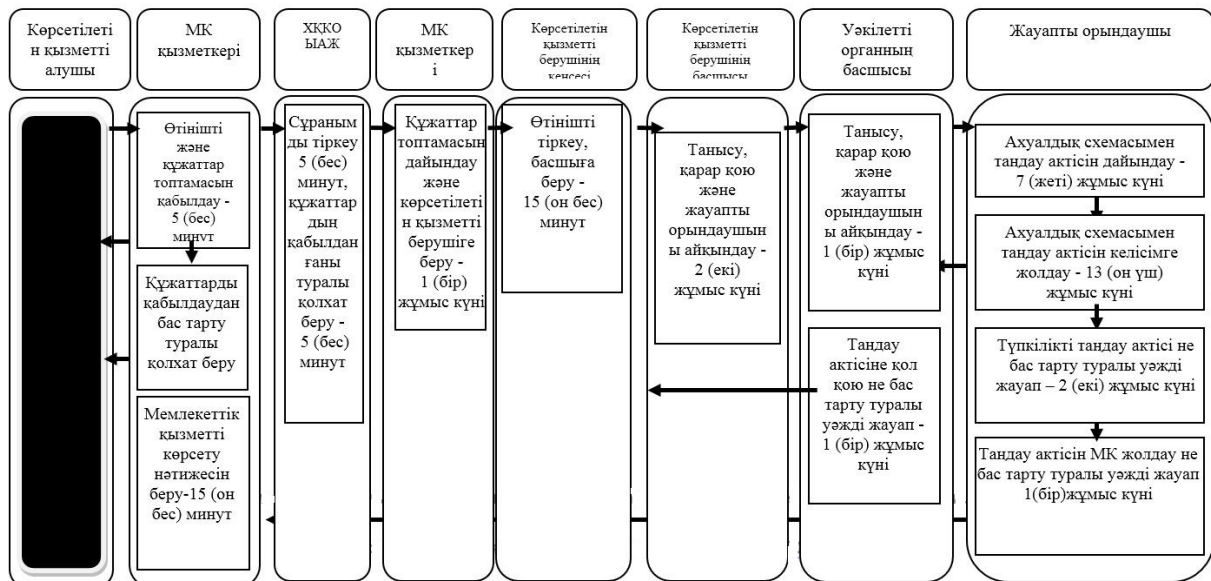 Көрсетілеті
н қызметті
алушы
МК
қызметкері
ХҚКО
ЫАЖ
МК
қызметкер
і
Көрсетілетін
қызметті
берушінің
кеңсесі
Көрсетілетін
қызметті
берушінің
басшысы
Уәкілетті
органның
басшысы
Жауапты орындаушы
Өтінішті
және
құжаттар
топтамасын
қабылдау -
5 (бес)
минут
Құжаттарды
қабылдаудан
бас тарту
туралы
қолхат беру
Мемлекеттік
қызметті
көрсету
нәтижесін
беру-15 (он
бес) минут
Сұраным
ды тіркеу
5 (бес)
минут,
құжаттар
дың
қабылдан
ғаны
туралы
қолхат
беру -
5 (бес)
минут
Құжаттар
топтамасын
дайындау
және
көрсетілеті
н қызметті
берушіге
беру -
1 (бір)
жұмыс күні
Өтінішті
тіркеу,
басшыға
беру -
15 (он бес)
минут
Танысу,
қарар қою
және
жауапты
орындаушын
ы айқындау -
2 (екі)
жұмыс күні
Танысу,
қарар қою
және
жауапты
орындаушын
ы айқындау -
1 (бір) жұмыс
күні
Таңдау
актісіне қол
қою не бас
тарту туралы
уәжді жауап -
1 (бір) жұмыс
күні
Ахуалдық схемасымен
таңдау актісін дайындау -
7 (жеті) жұмыс күні
Ахуалдық схемасымен
таңдау актісін келісімге
жолдау - 13 (он үш)
жұмыс күні
Түпкілікті таңдау актісі не
бас тарту туралы уәжді
жауап – 2 (екі) жұмыс күні
Таңдау актісін МК жолдау не
бас тарту туралы уәжді жауап
1(бір)жұмыс күні